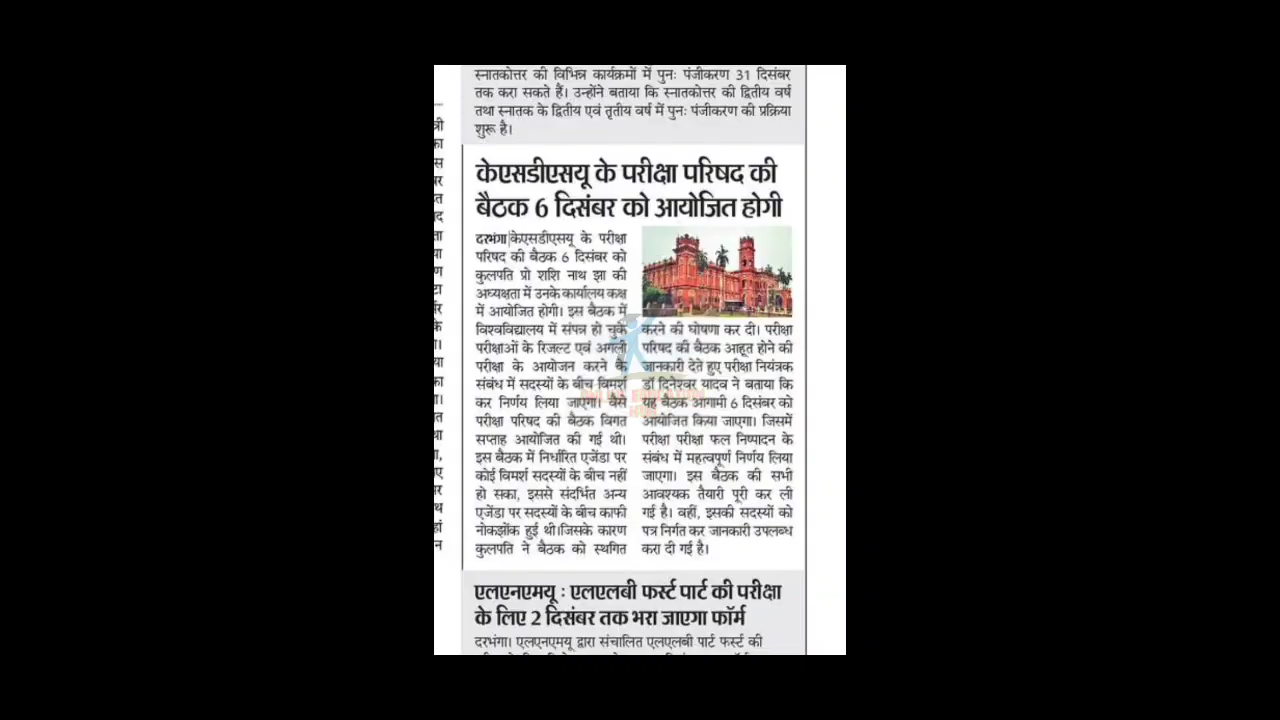 स्नातकोत्तर की विभिन्न कार्यक्रमों में पुनः पंजीकरण 31 दिसंबर
तक करा सकते हैं। उन्होंने बताया कि स्नातकोत्तर की द्वितीय वर्ष
तथा स्नातक के द्वितीय एवं तृतीय वर्ष में पुनः पंजीकरण की प्रक्रिया
शुरू है।
केएसडीएसयू के परीक्षा परिषद की
बैठक 6 दिसंबर को आयोजित होगी
दरभंगा|केएसडीएसयू के परीक्षा
परिषद की बैठक 6 दिसंबर को
कुलपति प्रो शशि नाथ झा की
अध्यक्षता में उनके कार्यालय कक्ष
में आयोजित होगी। इस बैठक में
विश्वविद्यालय में संपन्न हो चुके
परीक्षाओं के रिजल्ट एवं अगली
परीक्षा के आयोजन करने के
संबंध में सदस्यों के बीच विमर्श
कर निर्णय लिया जाएगा। वैसे
परीक्षा परिषद की बैठक विगत
सप्ताह आयोजित की गई थी।
इस बैठक में निर्धारित एजेंडा पर
कोई विमर्श सदस्यों के बीच नहीं
हो सका, इससे संदर्भित अन्य
एजेंडा पर सदस्यों के बीच काफी
नोकझोंक हुई थी।जिसके कारण
कुलपति ने बैठक को स्थगित
करने की घोषणा कर दी। परीक्षा
परिषद की बैठक आहूत होने की
जानकारी देते हुए परीक्षा नियंत्रक
डॉ दिनेश्वर यादव ने बताया कि
यह बैठक आगामी 6 दिसंबर को
आयोजित किया जाएगा। जिसमें
परीक्षा परीक्षा फल निष्पादन के
संबंध में महत्वपूर्ण निर्णय लिया
जाएगा। इस बैठक की सभी
आवश्यक तैयारी पूरी कर ली
गई है। वहीं, इसकी सदस्यों को
पत्र निर्गत कर जानकारी उपलब्ध
करा दी गई है।
एलएनएमयू : एलएलबी फर्स्ट पार्ट की परीक्षा
के लिए 2 दिसंबर तक भरा जाएगा फॉर्म
दरभंगा। एलएनएमयू द्वारा संचालित एलएलबी पार्ट फर्स्ट की